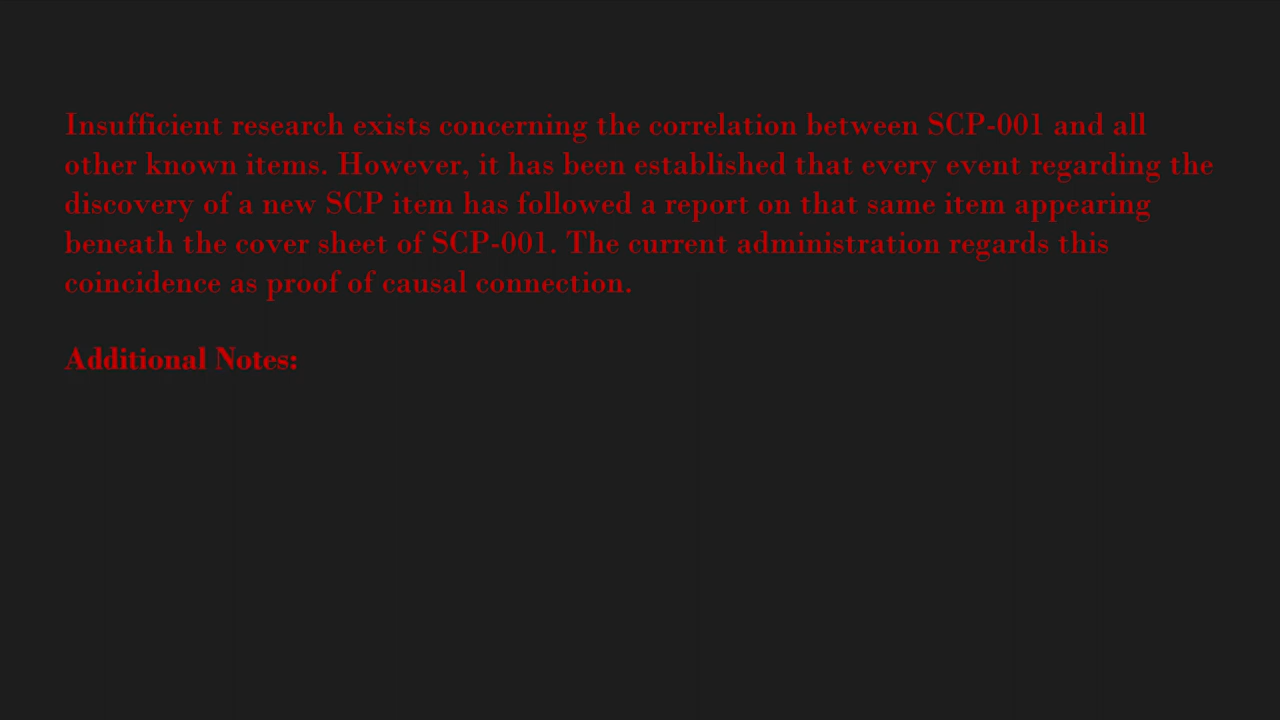 Insufficient research exists concerning the correlation between SCP-001 and all
other known items. However, it has been established that every event regarding the
discovery of a new SCP item has followed a report on that same item appearing
beneath the cover sheet of SCP-001. The current administration regards this
coincidence as proof of causal connection.
Additional Notes: